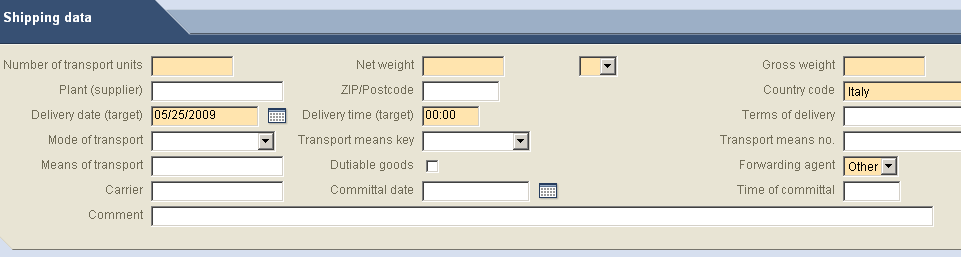 Shipping data
Number of transport units Net weight Gross weight
Plant (supplier) ZIP/Postcode Country code Italy
Delivery date (target) 05/25/2009 Delivery time (target) 00:00 Terms of delivery
Mode of transport Transport means key Transport means no.
Means of transport Dutiable goods Forwarding agent Other
Carrier Committal date Time of committal
Comment